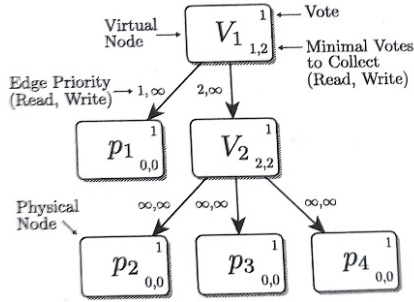 Virtual
Node
V1
1
1,2
Vote
Minimal Votes
to Collect
(Read, Write)
Edge Priority
(Read, Write)
1,∞
2,∞
p1
1
0,0
V2
1
2,2
∞,∞
∞,∞
∞,∞
Physical
Node
p2
1
0,0
p3
1
0,0
p4
1
0,0